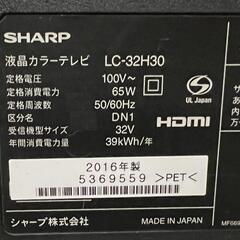 SHARP
液晶カラーテレビ LC-32H30
定格電圧 100V~
定格消費電力 65W
定格周波数 50/60Hz
区分名 DN1
受信機型サイズ 32V
年間消費電力量 39kWh/年
UL Japan
HDMI
2016年製
5369559 >PET<
シャープ株式会社 MADE IN JAPAN